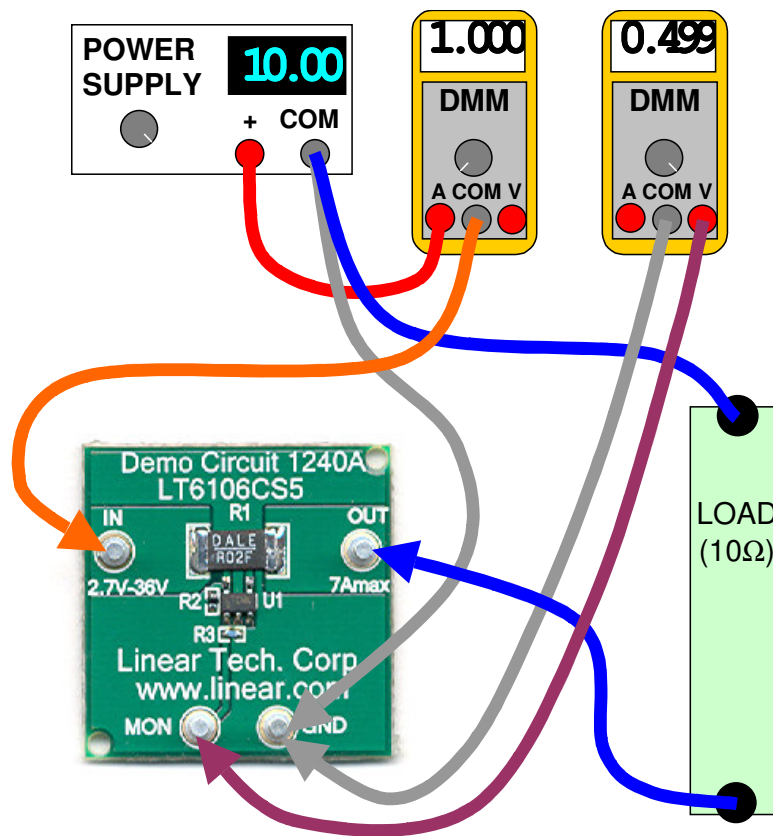 POWER
SUPPLY
10.00
+ COM
1.000
DMM
A COM V
0.499
DMM
A COM V
Demo Circuit 1240A
LT6106CS5
R1
IN
OUT
DALE
R02F
2.7V-36V
7Amax
R2
U1
R3
Linear Tech. Corp
www.linear.com
MON
GND
LOAD
(10Ω)